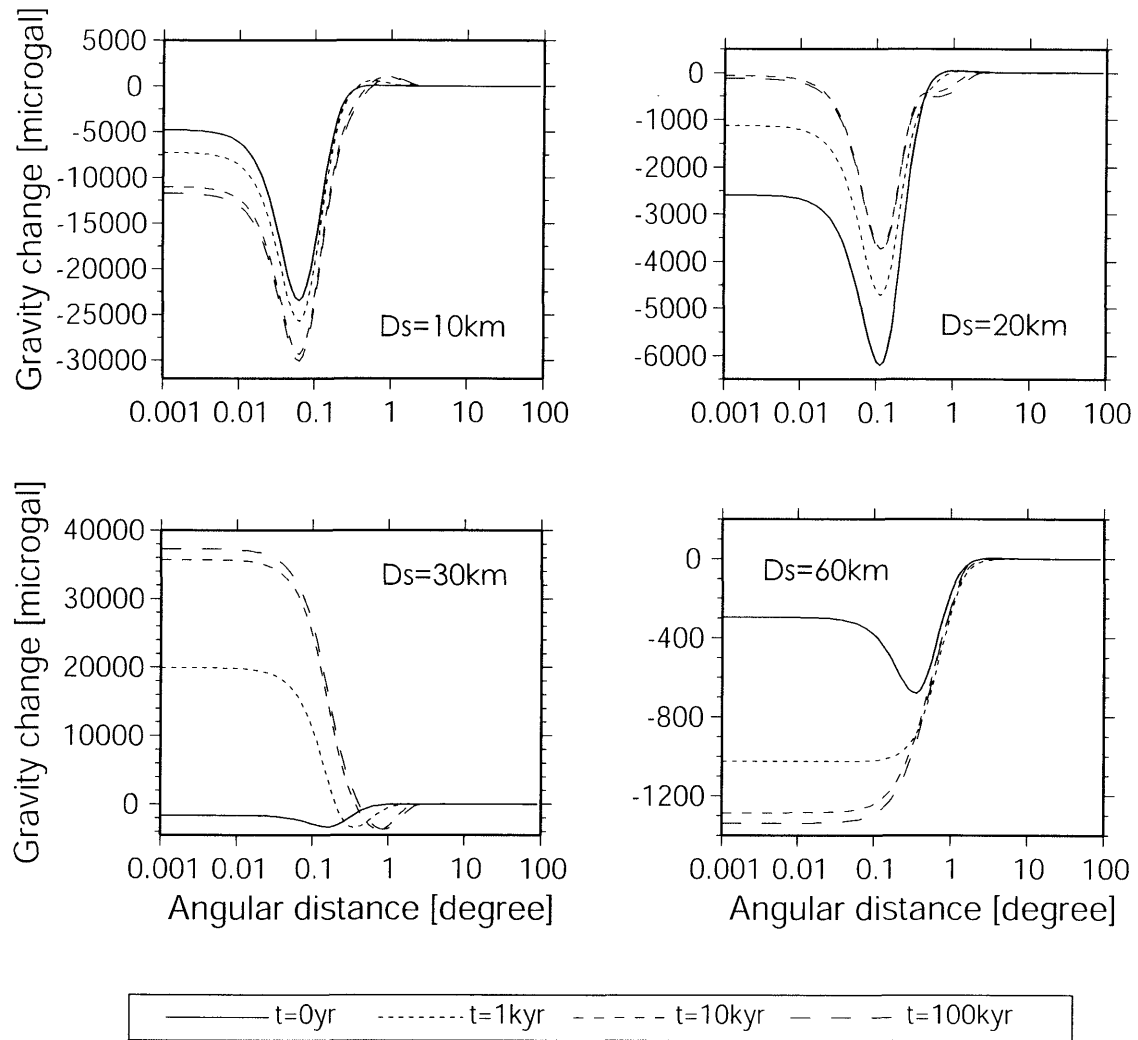 Gravity change [microgal]
5000
0
-5000
-10000
-15000
-20000
-25000
-30000
Ds=10km
0.001 0.01 0.1 1 10 100
0
-1000
-2000
-3000
-4000
-5000
-6000
Ds=20km
0.001 0.01 0.1 1 10 100
Gravity change [microgal]
40000
30000
20000
10000
0
Ds=30km
0.001 0.01 0.1 1 10 100
Angular distance [degree]
0
-400
-800
-1200
Ds=60km
0.001 0.01 0.1 1 10 100
Angular distance [degree]
t=0yr t=1kyr t=10kyr t=100kyr